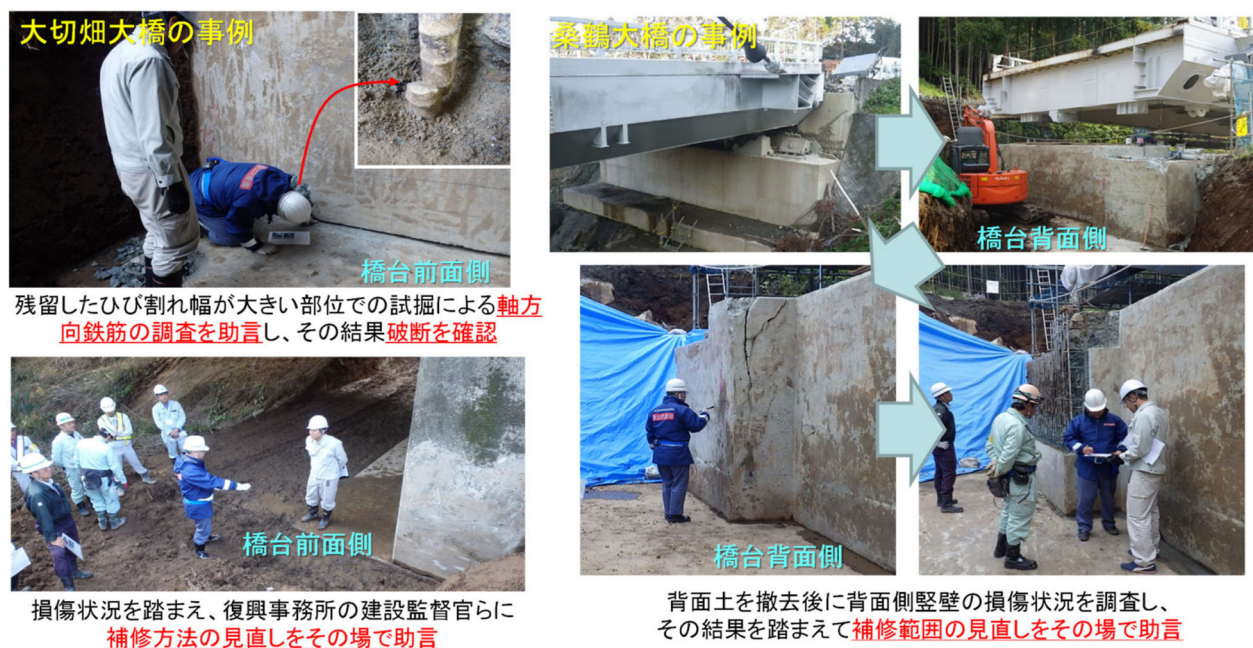 大切畑大橋の事例
橋台前面側
残留したひび割れ幅が大きい部位での試掘による軸方
向鉄筋の調査を助言し、その結果破断を確認
橋台前面側
損傷状況を踏まえ、復興事務所の建設監督官らに
補修方法の見直しをその場で助言
桑鶴大橋の事例
橋台背面側
橋台背面側
背面土を撤去後に背面側竪壁の損傷状況を調査し、
その結果を踏まえて補修範囲の見直しをその場で助言